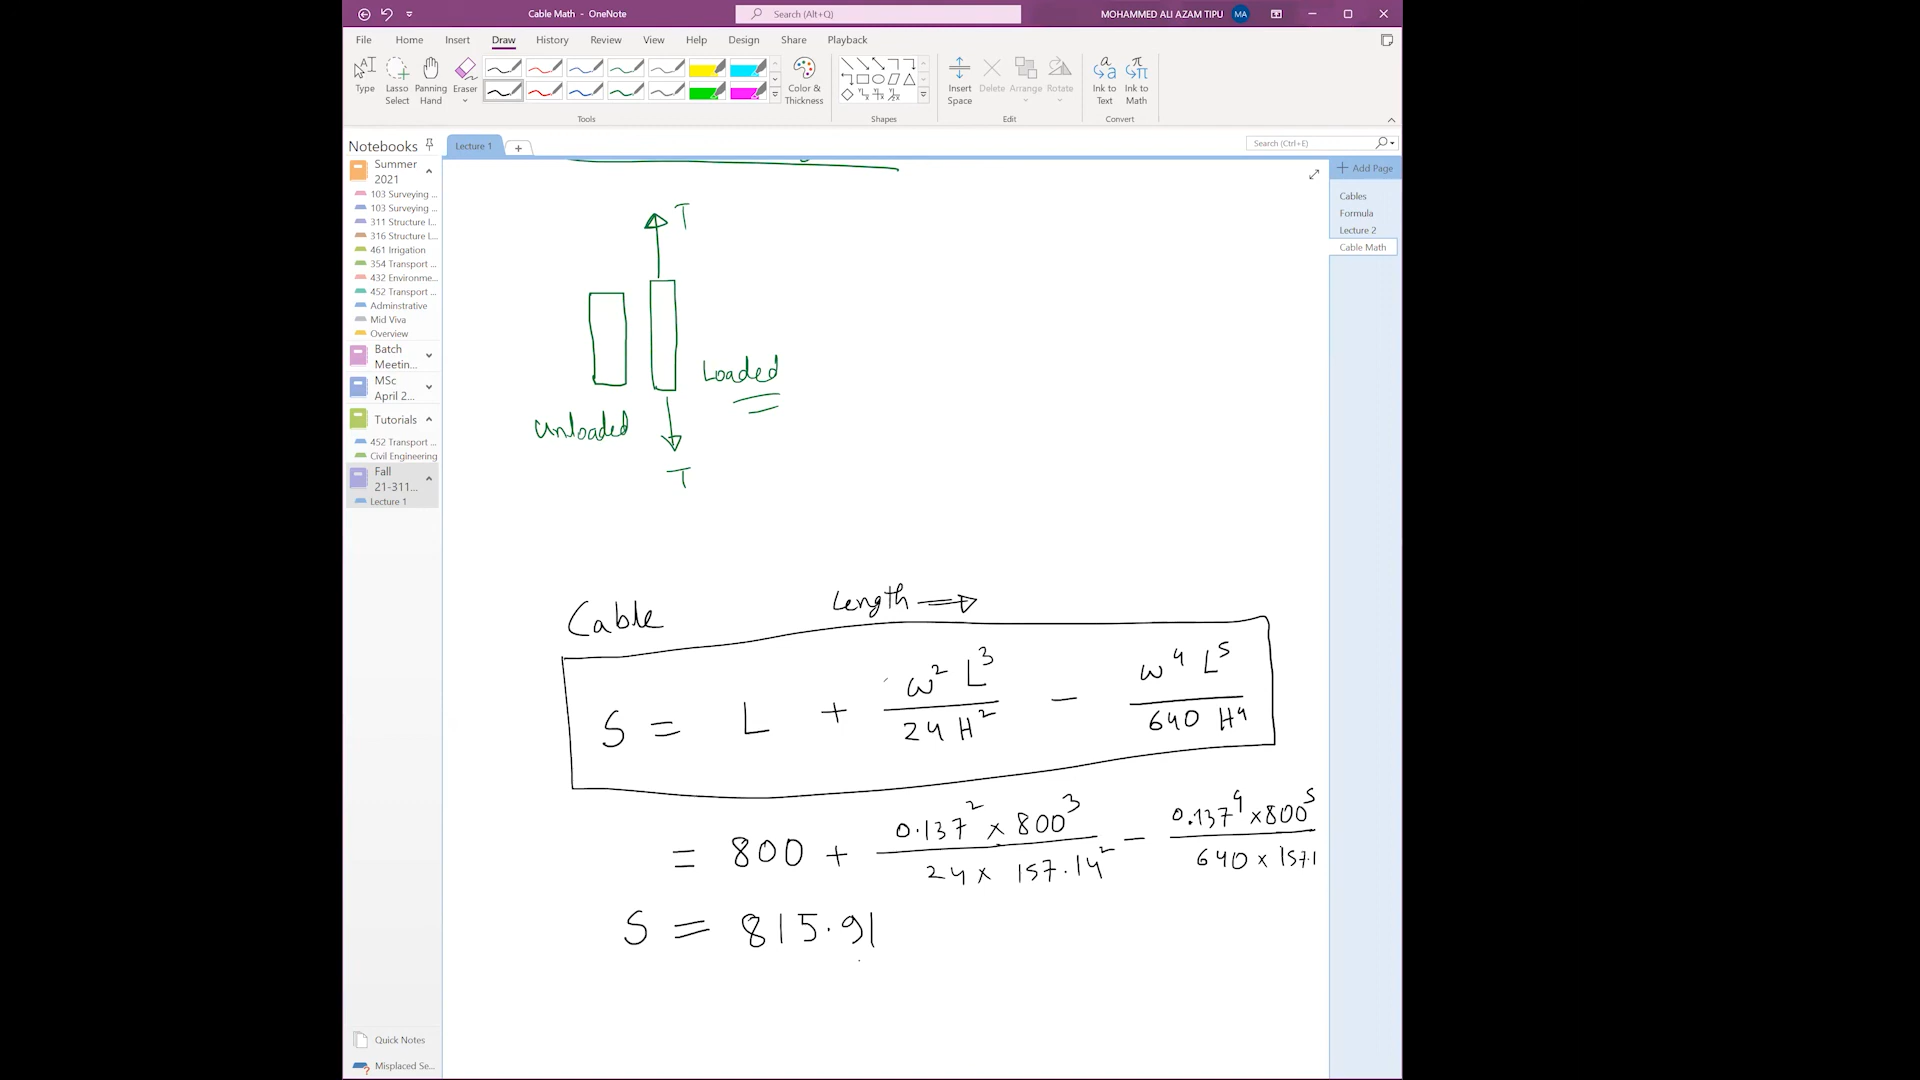 Cable Math - OneNote
Search (Alt+Q)
MOHAMMED ALI AZAM TIPU MA
File Home Insert Draw History Review View Help Design Share Playback
Type
Lasso Select
Panning Hand
Eraser
Color & Thickness
Insert Space
Delete
Arrange
Rotate
Ink to Text
Ink to Math
Tools
Shapes
Edit
Convert
Notebooks
Lecture 1
+
Search (Ctrl+E)
Add Page
Cables
Formula
Lecture 2
Cable Math
Summer
2021
103 Surveying ...
103 Surveying ...
311 Structure I...
316 Structure L...
461 Irrigation
354 Transport ...
432 Environme...
452 Transport ...
Adminstrative
Mid Viva
Overview
Batch
Meetin...
MSc
April 2...
Tutorials
452 Transport ...
Civil Engineering
Fall
21-311...
Lecture 1
Quick Notes
Misplaced Se...
T
Loaded
Unloaded
T
Cable
Length →
S = L + ω² L³ / 24 H² - ω⁴ L⁵ / 640 H⁴
= 800 + 0.137² × 800³ / 24 × 157.14² - 0.137⁴ × 800⁵ / 640 × 157.1
S = 815.91